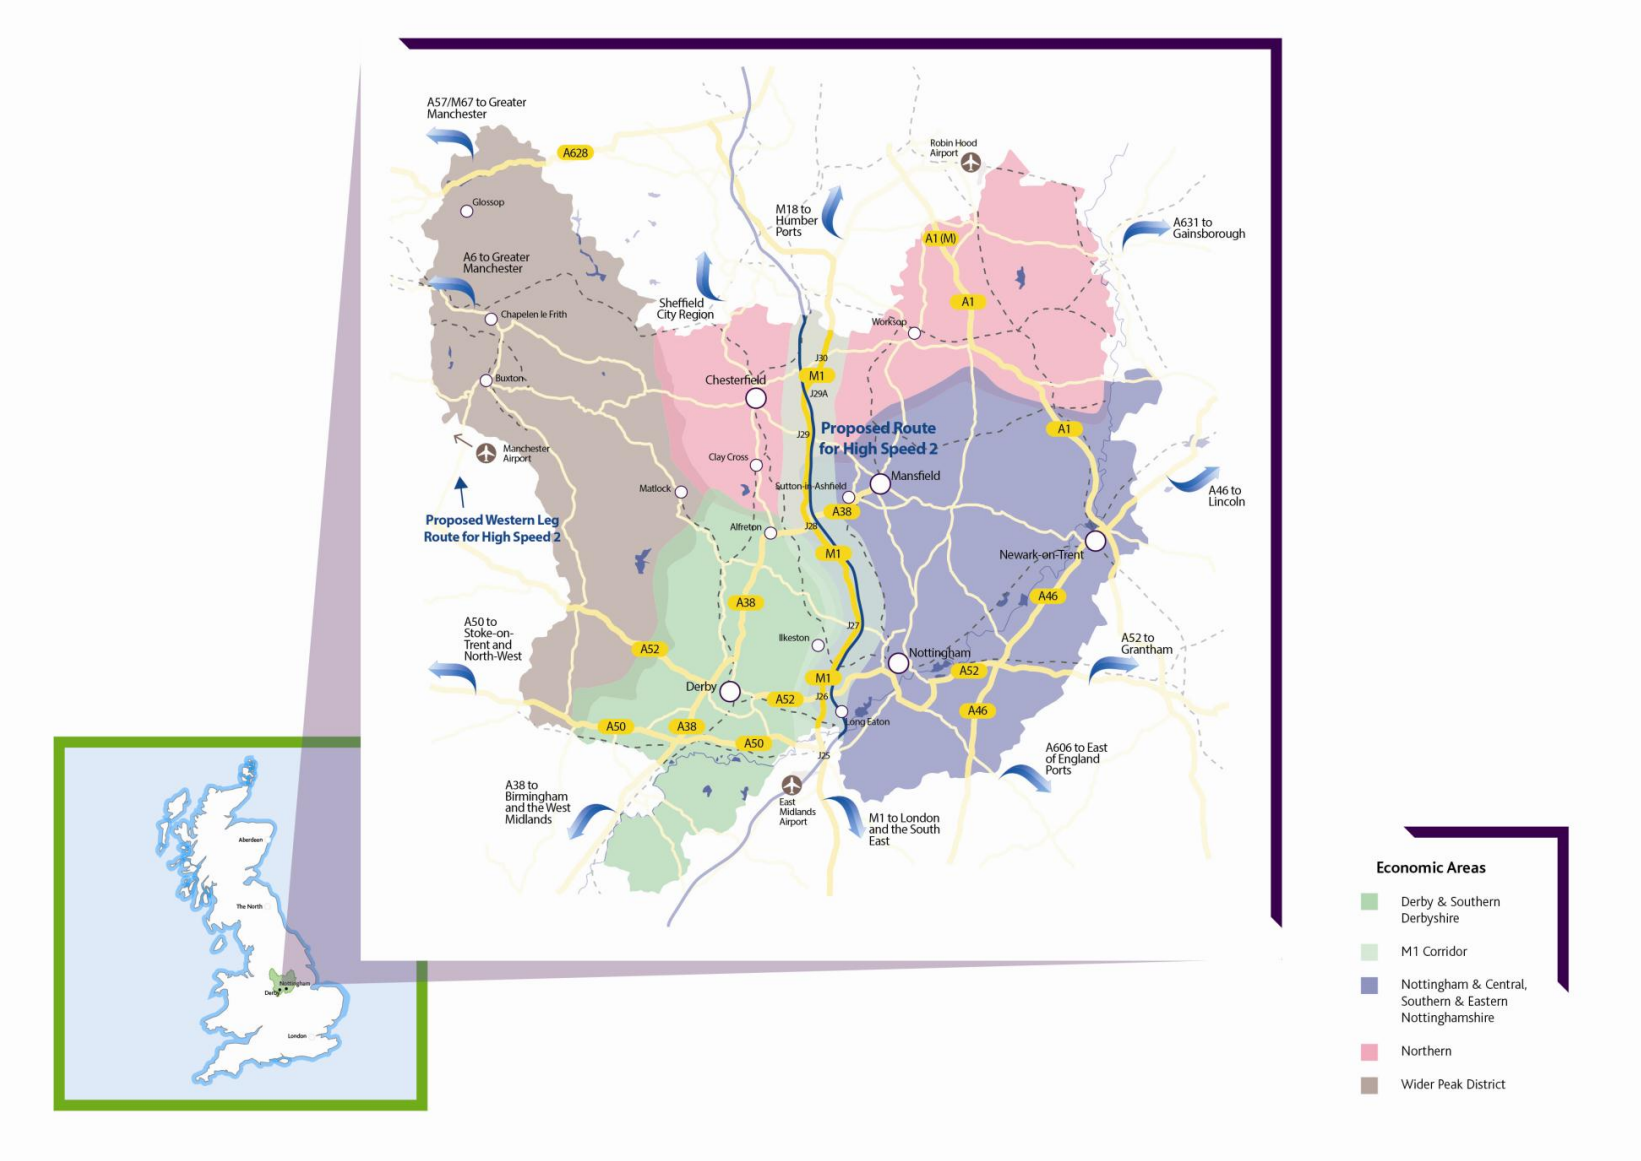 A57/M67 to Greater
Manchester
A628
Robin Hood
Airport
Glossop
M18 to
Humber
Ports
A631 to
Gainsborough
A1 (M)
A6 to Greater
Manchester
A1
Sheffield
City Region
Chapel en le Frith
Worksop
J30
M1
Chesterfield
Buxton
J29A
Proposed Route
for High Speed 2
J29
A1
Manchester
Airport
Clay Cross
Mansfield
Matlock
Sutton-in-Ashfield
A46 to
Lincoln
A38
Proposed Western Leg
Route for High Speed 2
Alfreton
J28
M1
Newark-on-Trent
A38
A46
A50 to
Stoke-on-
Trent and
North-West
J27
Ilkeston
A52 to
Grantham
A52
Nottingham
A52
M1
Derby
A52
J26
A46
A50
A38
Long Eaton
A50
J25
A606 to East
of England
Ports
A38 to
Birmingham
and the West
Midlands
East
Midlands
Airport
M1 to London
and the South
East
Aberdeen
The North
Nottingham
Derby
London
Economic Areas
Derby & Southern
Derbyshire
M1 Corridor
Nottingham & Central,
Southern & Eastern
Nottinghamshire
Northern
Wider Peak District